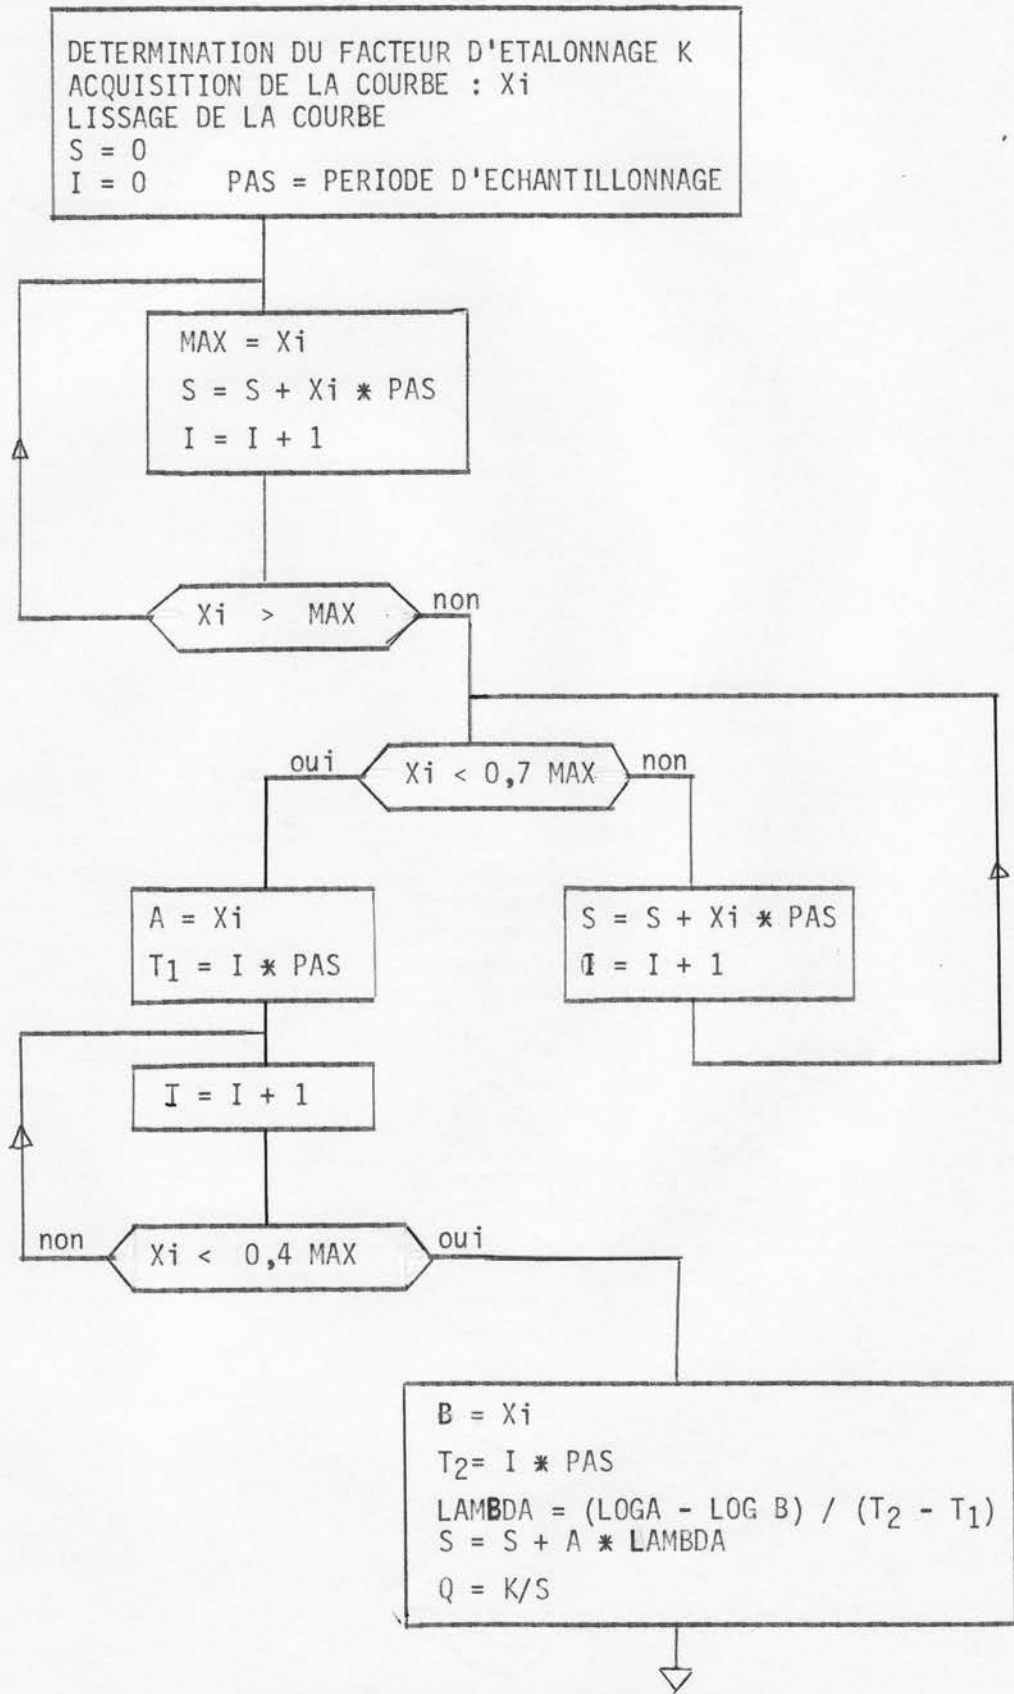 DETERMINATION DU FACTEUR D'ETALONNAGE K
ACQUISITION DE LA COURBE : Xi
LISSAGE DE LA COURBE
S = 0
I = 0 PAS = PERIODE D'ECHANTILLONNAGE
MAX = Xi
S = S + Xi * PAS
I = I + 1
Xi > MAX
non
oui
Xi < 0,7 MAX
non
A = Xi
T1 = I * PAS
S = S + Xi * PAS
I = I + 1
I = I + 1
non
Xi < 0,4 MAX
oui
B = Xi
T2= I * PAS
LAMBDA = (LOGA - LOG B) / (T2 - T1)
S = S + A * LAMBDA
Q = K/S